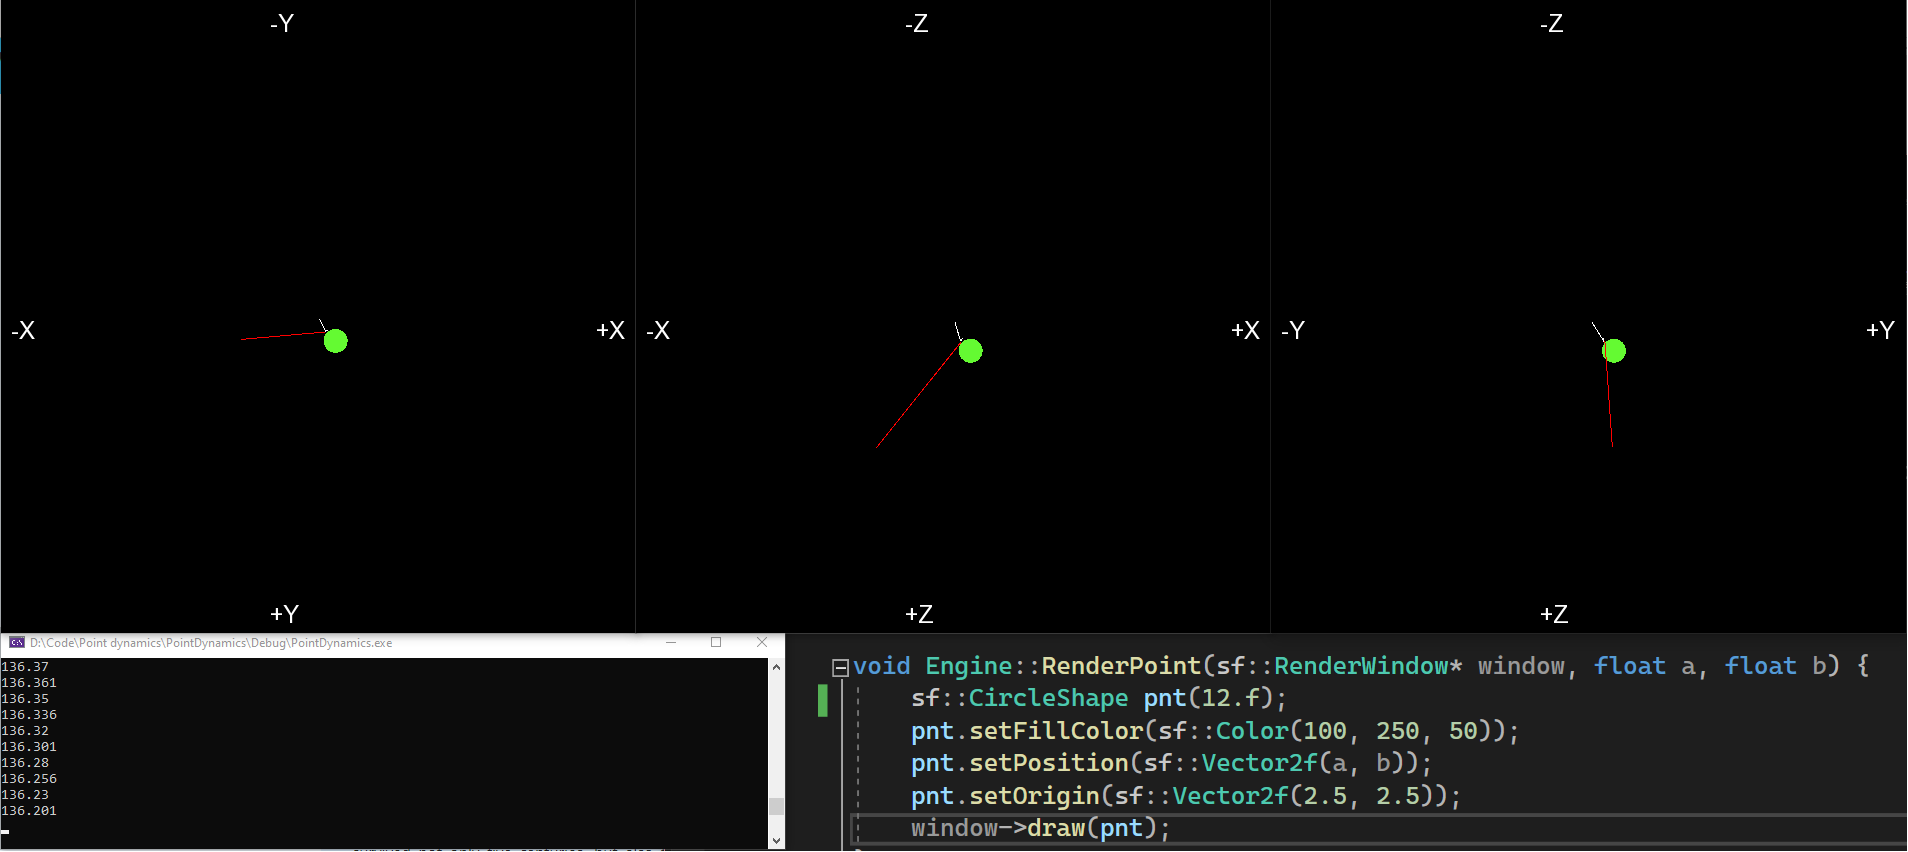 -Y
-Z
-Z
-X
+X
-X
+X
-Y
+Y
+Y
+Z
+Z
D:\Code\Point dynamics\PointDynamics\Debug\PointDynamics.exe
136.37
136.361
136.35
136.336
136.32
136.301
136.28
136.256
136.23
136.201
void Engine::RenderPoint(sf::RenderWindow* window, float a, float b) {
sf::CircleShape pnt(12.f);
pnt.setFillColor(sf::Color(100, 250, 50));
pnt.setPosition(sf::Vector2f(a, b));
pnt.setOrigin(sf::Vector2f(2.5, 2.5));
window->draw(pnt);